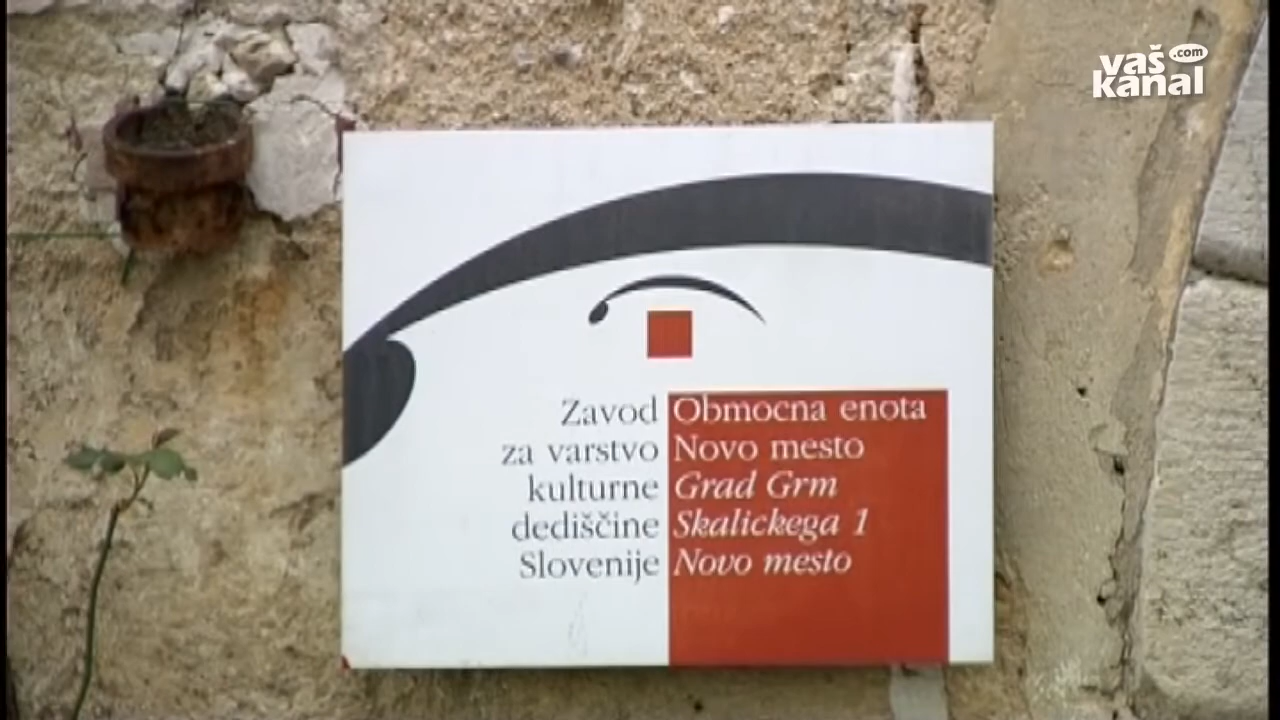 vaš .com
kanal
Zavod
za varstvo
kulturne
dediščine
Slovenije
Obmocna enota
Novo mesto
Grad Grm
Skalickega 1
Novo mesto